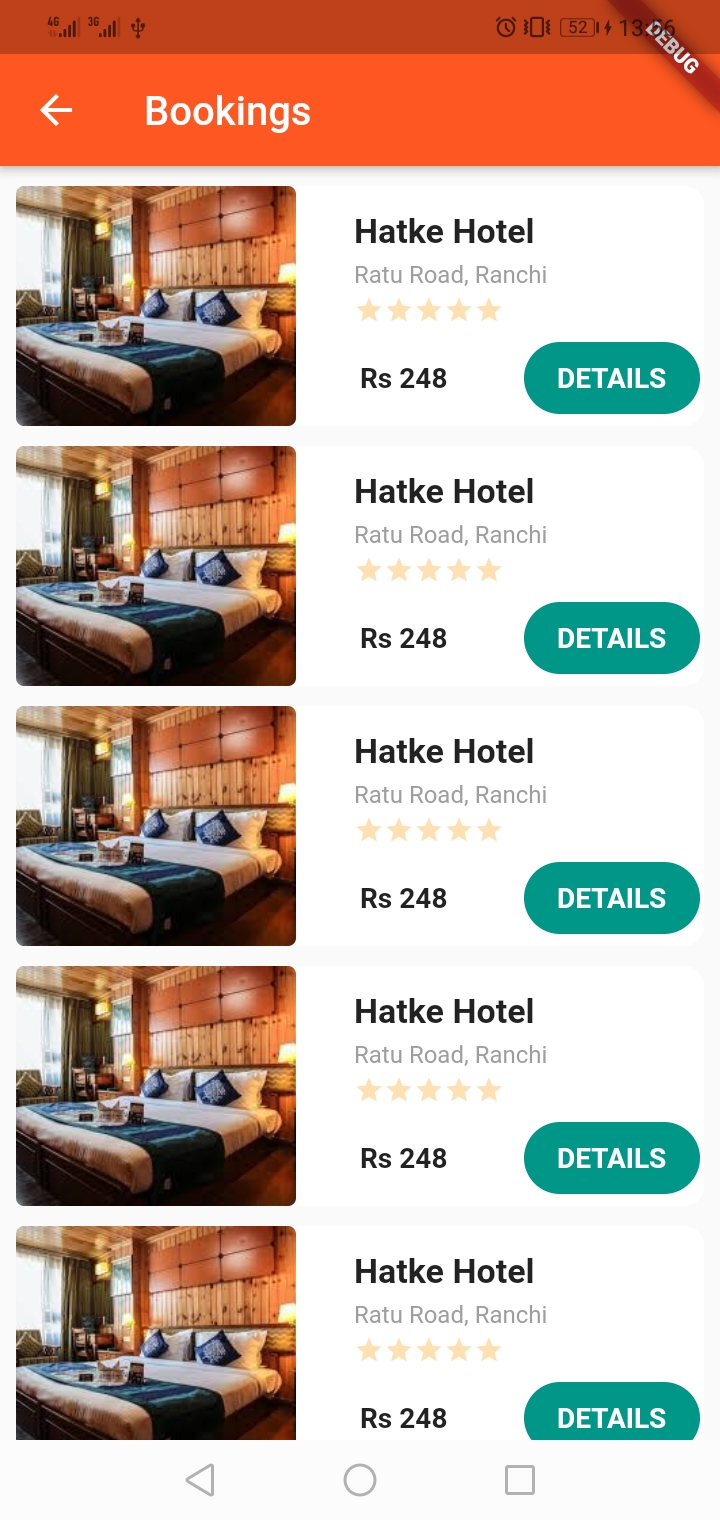 4G 3G 52 13:56
DEBUG
Bookings
Hatke Hotel
Ratu Road, Ranchi
Rs 248 DETAILS
Hatke Hotel
Ratu Road, Ranchi
Rs 248 DETAILS
Hatke Hotel
Ratu Road, Ranchi
Rs 248 DETAILS
Hatke Hotel
Ratu Road, Ranchi
Rs 248 DETAILS
Hatke Hotel
Ratu Road, Ranchi
Rs 248 DETAILS